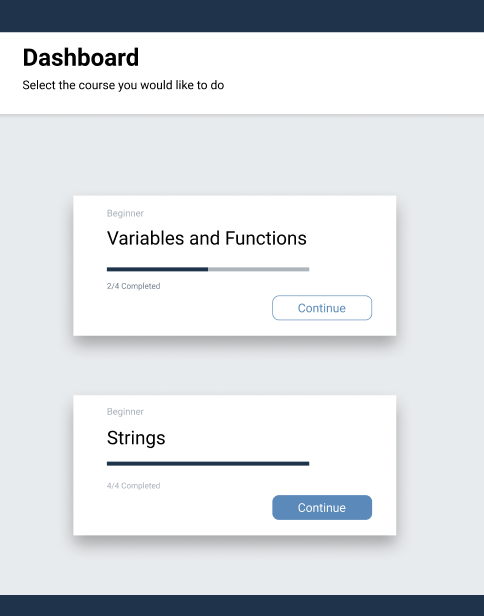 Dashboard
Select the course you would like to do
Beginner
Variables and Functions
2/4 Completed
Continue
Beginner
Strings
4/4 Completed
Continue